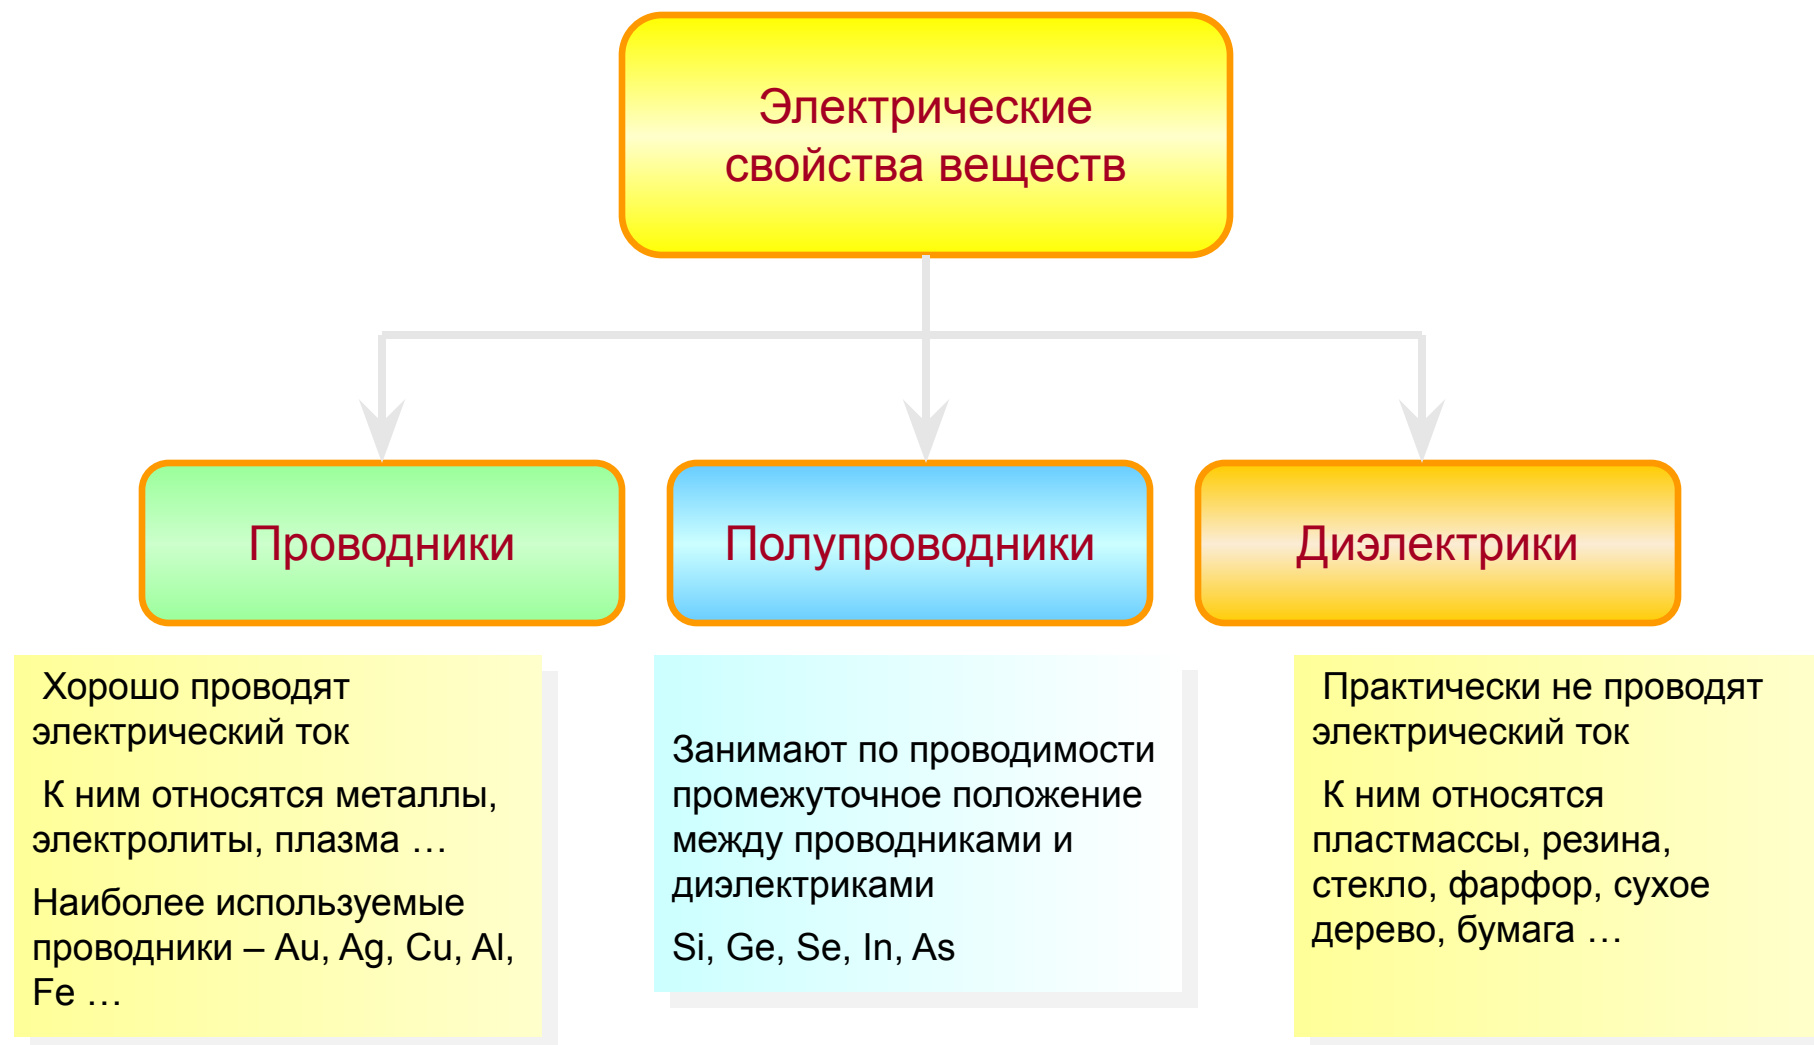 Электрические
свойства веществ
Проводники
Полупроводники
Диэлектрики
Хорошо проводят
электрический ток
К ним относятся металлы,
электролиты, плазма …
Наиболее используемые
проводники – Au, Ag, Cu, Al,
Fe …
Занимают по проводимости
промежуточное положение
между проводниками и
диэлектриками
Si, Ge, Se, In, As
Практически не проводят
электрический ток
К ним относятся
пластмассы, резина,
стекло, фарфор, сухое
дерево, бумага …